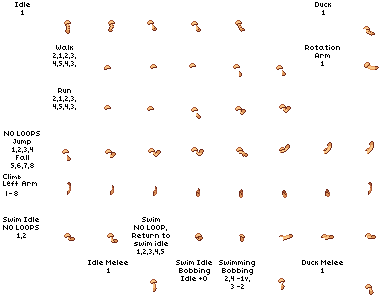 Idle
1
Duck
1
Walk
2,1,2,3,
4,5,4,3,
Rotation
Arm
1
Run
2,1,2,3,
4,5,4,3,
NO LOOPS
Jump
1,2,3,4
Fall
5,6,7,8
Climb
Left Arm
1-8
Swim Idle
NO LOOPS
1,2
Swim
NO LOOP,
Return to
swim idle
1,2,3,4,5
Idle Melee
1
Swim Idle
Bobbing
Idle +0
Swimming
Bobbing
2,4 -1v,
3 -2
Duck Melee
1